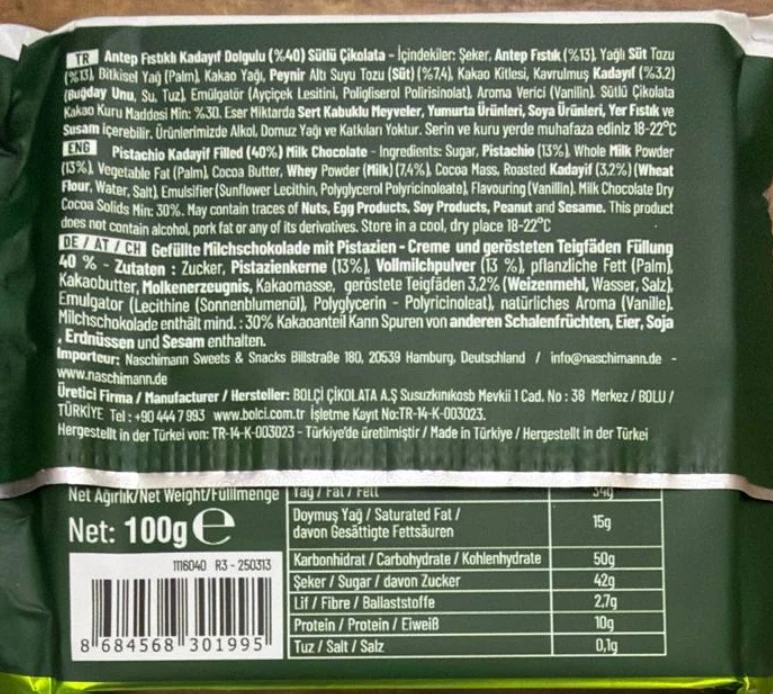 TR Antep Fıstıklı Kadayıf Dolgulu (%40) Sütlü Çikolata - İçindekiler: Şeker, Antep Fıstık (%13), Yağlı Süt Tozu
(%13), Bitkisel Yağ (Palm), Kakao Yağı, Peynir Altı Suyu Tozu (Süt) (%7,4), Kakao Kitlesi, Kavrulmuş Kadayıf (%3,2)
(Buğday Unu, Su, Tuz), Emülgatör (Ayçiçek Lesitini, Poligliserol Polirisinolat), Aroma Verici (Vanilin). Sütlü Çikolata
Kakao Kuru Maddesi Min: %30. Eser Miktarda Sert Kabuklu Meyveler, Yumurta Ürünleri, Soya Ürünleri, Yer Fıstık ve
Susam İçerebilir. Ürünlerimizde Alkol, Domuz Yağı ve Katkıları Yoktur. Serin ve kuru yerde muhafaza ediniz 18-22°C
ENG Pistachio Kadayif Filled (40%) Milk Chocolate - Ingredients: Sugar, Pistachio (13%), Whole Milk Powder
(13%), Vegetable Fat (Palm), Cocoa Butter, Whey Powder (Milk) (7,4%), Cocoa Mass, Roasted Kadayif (3,2%) (Wheat
Flour, Water, Salt), Emulsifier (Sunflower Lecithin, Polyglycerol Polyricinoleate), Flavouring (Vanillin). Milk Chocolate Dry
Cocoa Solids Min: 30%. May contain traces of Nuts, Egg Products, Soy Products, Peanut and Sesame. This product
does not contain alcohol, pork fat or any of its derivatives. Store in a cool, dry place 18-22°C
DE / AT / CH Gefüllte Milchschokolade mit Pistazien - Creme und gerösteten Teigfäden Füllung
40 % - Zutaten : Zucker, Pistazienkerne (13%), Vollmilchpulver (13 %), pflanzliche Fett (Palm),
Kakaobutter, Molkenerzeugnis, Kakaomasse, geröstete Teigfäden 3,2% (Weizenmehl, Wasser, Salz),
Emulgator (Lecithine (Sonnenblumenöl), Polyglycerin - Polyricinoleat), natürliches Aroma (Vanille).
Milchschokolade enthält mind. : 30% Kakaoanteil Kann Spuren von anderen Schalenfrüchten, Eier, Soja
, Erdnüssen und Sesam enthalten.
Importeur: Naschimann Sweets & Snacks Billstraße 180, 20539 Hamburg, Deutschland / info@naschimann.de -
www.naschimann.de
Üretici Firma / Manufacturer / Hersteller: BOLÇİ ÇİKOLATA A.Ş Susuzkınıkosb Mevkii 1 Cad. No : 38 Merkez / BOLU /
TÜRKİYE Tel : +90 444 7 993 www.bolci.com.tr İşletme Kayıt No:TR-14-K-003023.
Hergestellt in der Türkei von: TR-14-K-003023 - Türkiye'de üretilmiştir / Made in Türkiye / Hergestellt in der Türkei
Net Ağırlık/Net Weight/Füllmenge
Net: 100g ℮
1116040 R3 - 250313
8 684568 301995
Yağ / Fat / Fett 34g
Doymuş Yağ / Saturated Fat /
davon Gesättigte Fettsäuren 15g
Karbonhidrat / Carbohydrate / Kohlenhydrate 50g
Şeker / Sugar / davon Zucker 42g
Lif / Fibre / Ballaststoffe 2,7g
Protein / Protein / Eiweiß 10g
Tuz / Salt / Salz 0,1g